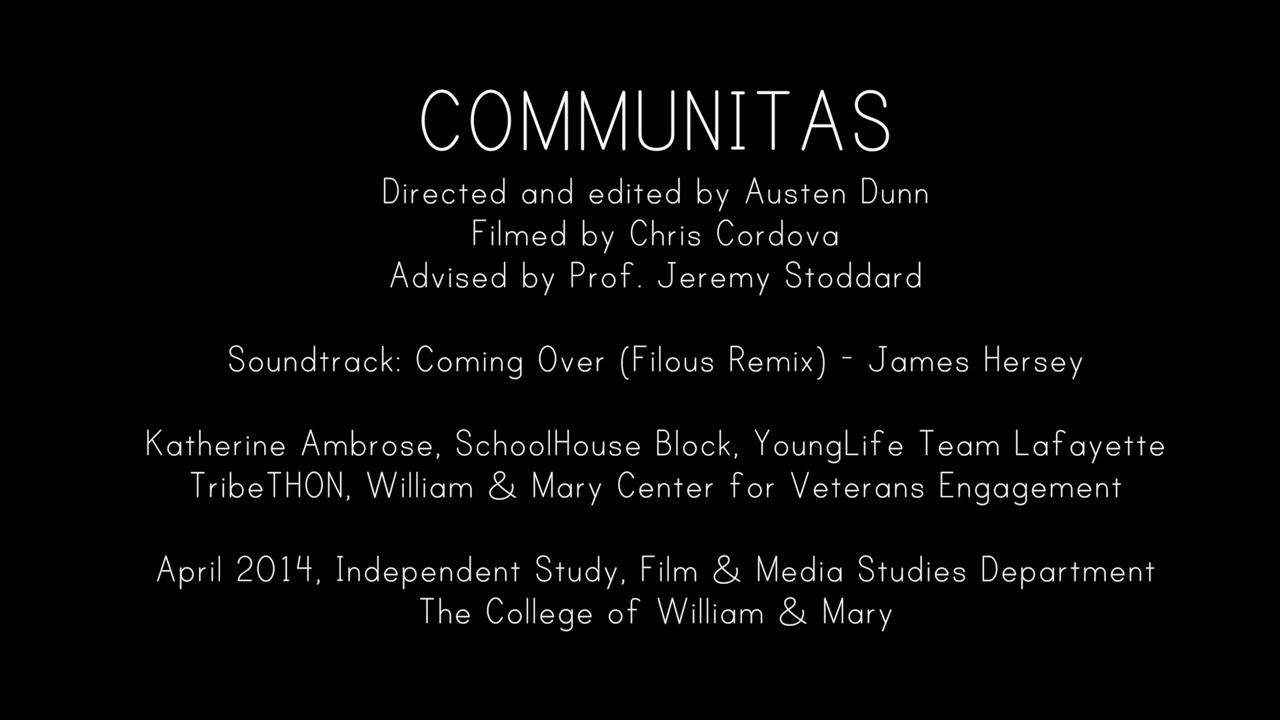 COMMUNITAS
Directed and edited by Austen Dunn
Filmed by Chris Cordova
Advised by Prof. Jeremy Stoddard
Soundtrack: Coming Over (Filous Remix) - James Hersey
Katherine Ambrose, SchoolHouse Block, YoungLife Team Lafayette
TribeTHON, William & Mary Center for Veterans Engagement
April 2014, Independent Study, Film & Media Studies Department
The College of William & Mary